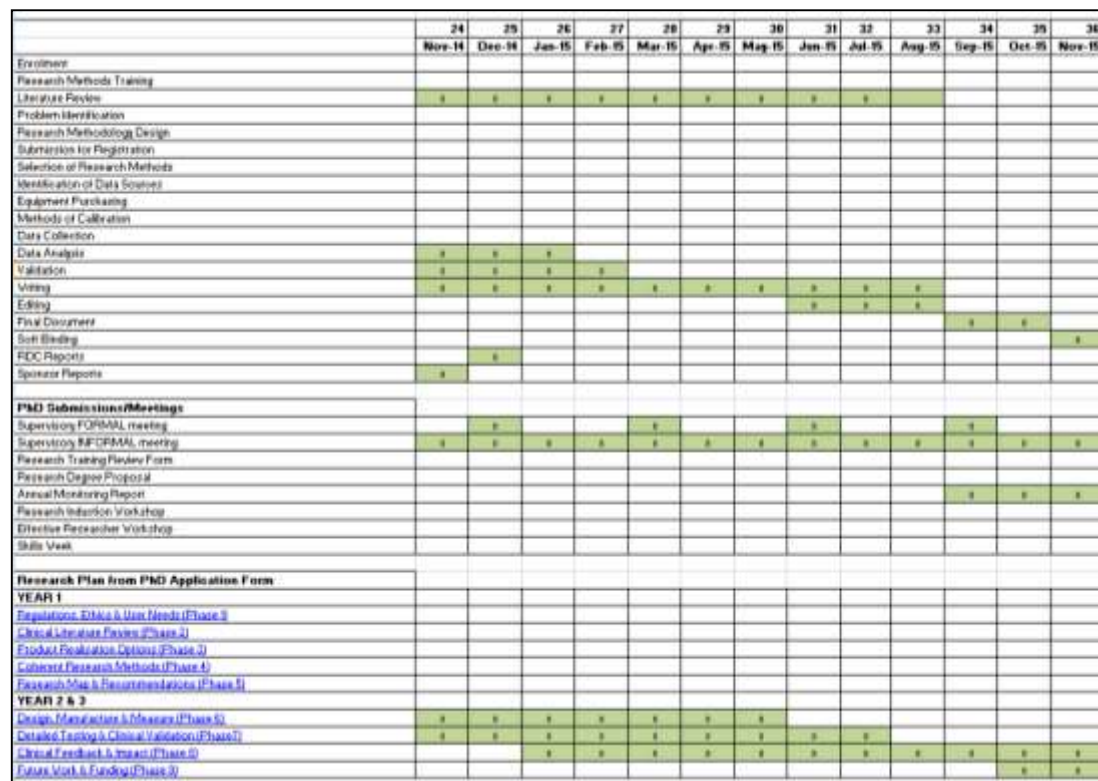 24 25 26 27 28 29 30 31 32 33 34 35 36
Nov-14 Dec-14 Jan-15 Feb-15 Mar-15 Apr-15 May-15 Jun-15 Jul-15 Aug-15 Sep-15 Oct-15 Nov-15
Enrolment
Research Methods Training
Literature Review
Problem Identification
Research Methodology Design
Submission for Registration
Selection of Research Methods
Identification of Data Sources
Equipment Purchasing
Methods of Calibration
Data Collection
Data Analysis
Validation
Writing
Editing
Final Document
Soft Binding
RDC Reports
Sponsor Reports
PhD Submissions/Meetings
Supervisory FORMAL meeting
Supervisory INFORMAL meeting
Research Training Review Form
Research Degree Proposal
Annual Monitoring Report
Research Induction Workshop
Effective Researcher Workshop
Skills Week
Research Plan from PhD Application Form
YEAR 1
Regulations, Ethics & User Needs (Phase 1)
Clinical Literature Review (Phase 2)
Product Realisation Options (Phase 3)
Coherent Research Methods (Phase 4)
Research Map & Recommendations (Phase 5)
YEAR 2 & 3
Design, Manufacture & Measure (Phase 6)
Detailed Testing & Clinical Validation (Phase7)
Clinical Feedback & Impact (Phase 8)
Future Work & Funding (Phase 9)